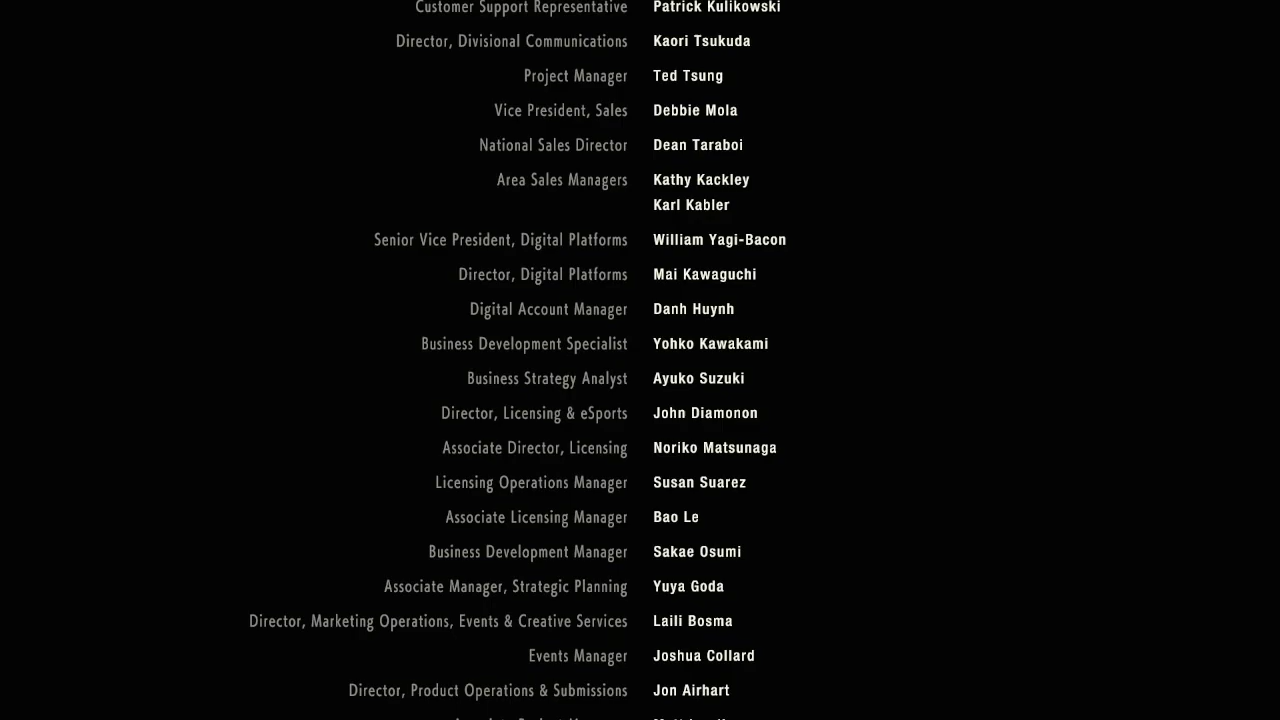 Customer Support Representative Patrick Kulikowski
Director, Divisional Communications Kaori Tsukuda
Project Manager Ted Tsung
Vice President, Sales Debbie Mola
National Sales Director Dean Taraboi
Area Sales Managers Kathy Kackley
Karl Kabler
Senior Vice President, Digital Platforms William Yagi-Bacon
Director, Digital Platforms Mai Kawaguchi
Digital Account Manager Danh Huynh
Business Development Specialist Yohko Kawakami
Business Strategy Analyst Ayuko Suzuki
Director, Licensing & eSports John Diamonon
Associate Director, Licensing Noriko Matsunaga
Licensing Operations Manager Susan Suarez
Associate Licensing Manager Bao Le
Business Development Manager Sakae Osumi
Associate Manager, Strategic Planning Yuya Goda
Director, Marketing Operations, Events & Creative Services Laili Bosma
Events Manager Joshua Collard
Director, Product Operations & Submissions Jon Airhart